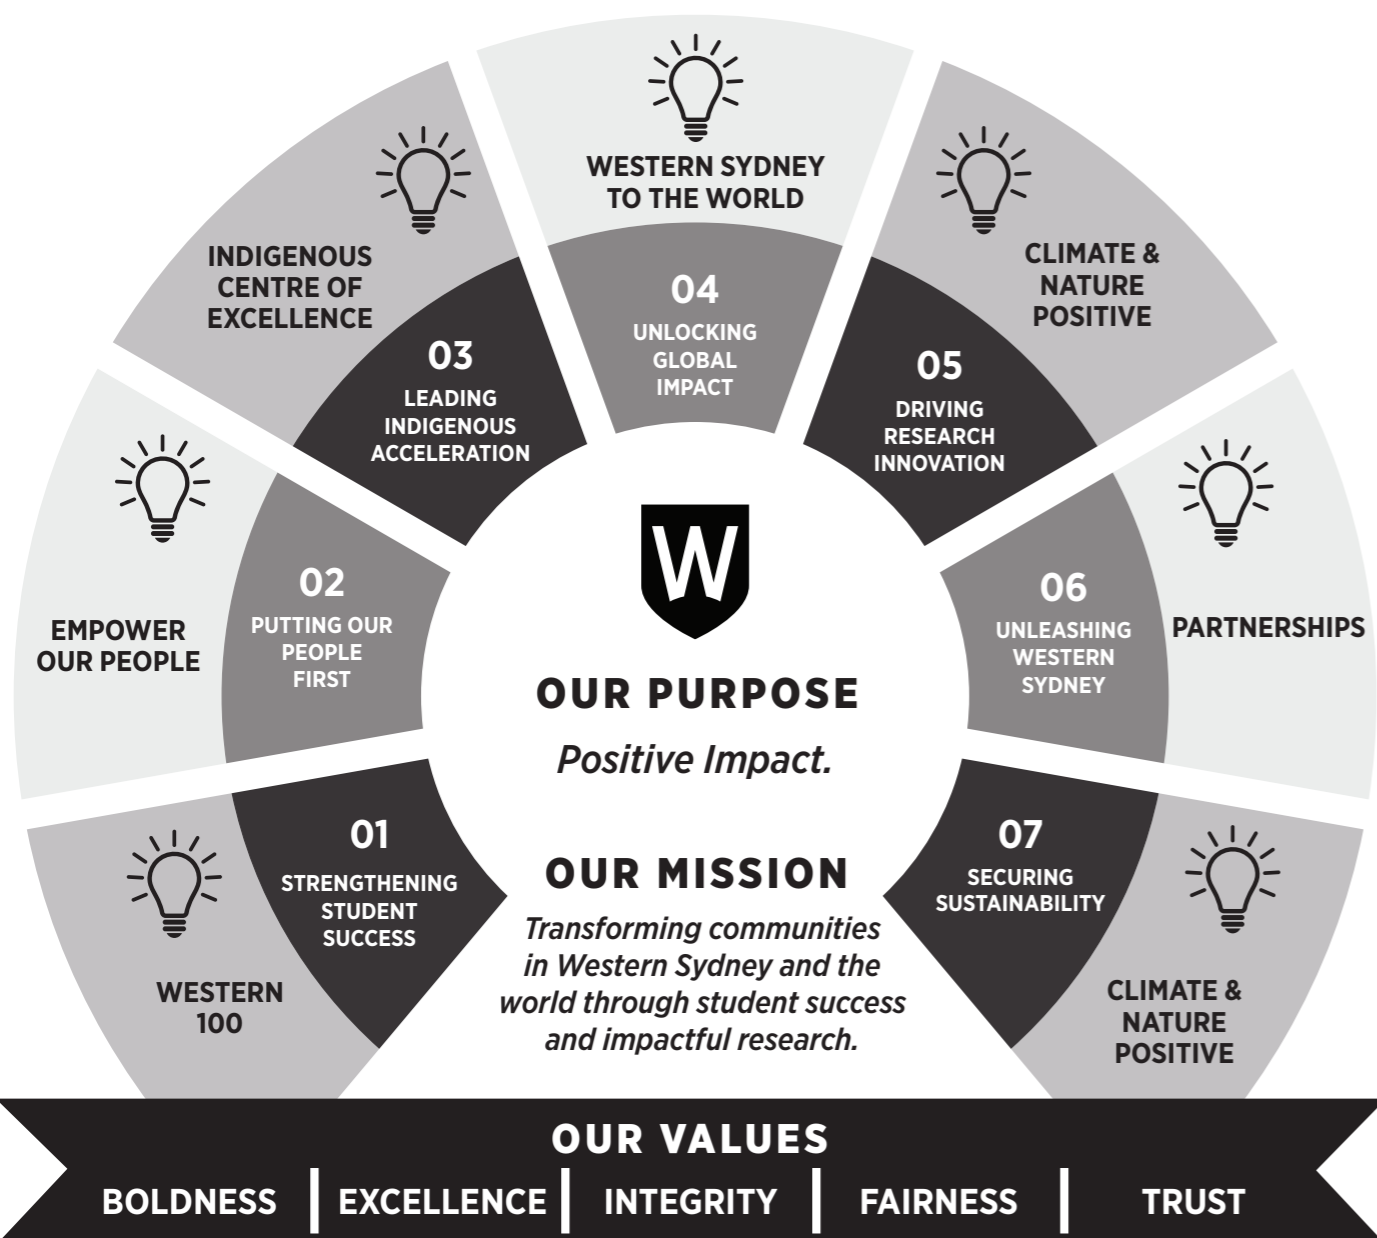 WESTERN SYDNEY
TO THE WORLD
04
UNLOCKING
GLOBAL
IMPACT
INDIGENOUS
CENTRE OF
EXCELLENCE
03
LEADING
INDIGENOUS
ACCELERATION
CLIMATE &
NATURE
POSITIVE
05
DRIVING
RESEARCH
INNOVATION
EMPOWER
OUR PEOPLE
02
PUTTING OUR
PEOPLE
FIRST
06
UNLEASHING
WESTERN
SYDNEY
PARTNERSHIPS
W
OUR PURPOSE
Positive Impact.
WESTERN
100
01
STRENGTHENING
STUDENT
SUCCESS
OUR MISSION
Transforming communities
in Western Sydney and the
world through student success
and impactful research.
07
SECURING
SUSTAINABILITY
CLIMATE &
NATURE
POSITIVE
OUR VALUES
BOLDNESS
EXCELLENCE
INTEGRITY
FAIRNESS
TRUST